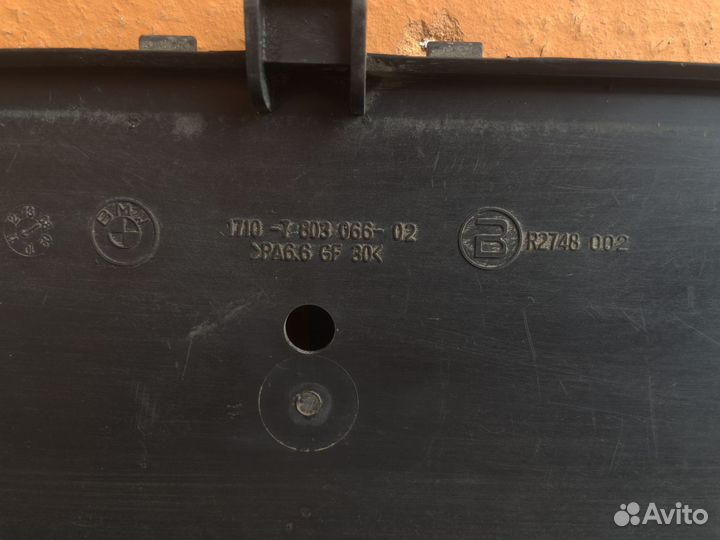 BMW
1710 -7-803 066- 02
>PA6.6 GF 30<
R2748 002
Avito